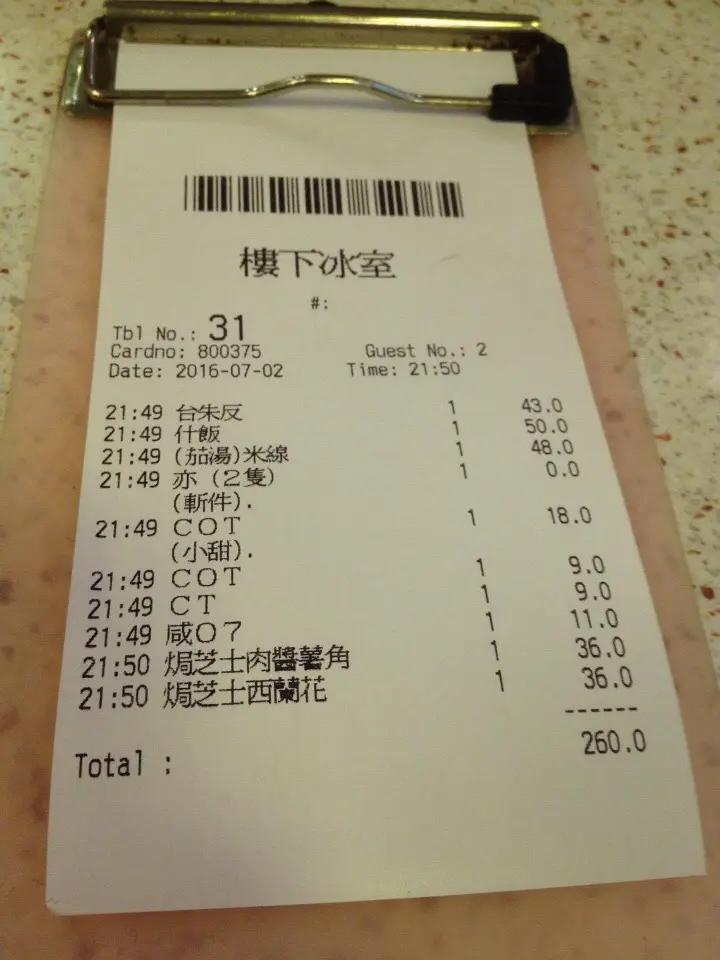 樓下冰室
#:
Tbl No.: 31
Cardno: 800375 Guest No.: 2
Date: 2016-07-02 Time: 21:50
21:49 台朱反 1 43.0
21:49 什飯 1 50.0
21:49 (茄湯)米線 1 48.0
21:49 亦 (2隻) 1 0.0
(斬件).
21:49 COT 1 18.0
(小甜).
21:49 COT 1 9.0
21:49 CT 1 9.0
21:49 咸O7 1 11.0
21:50 焗芝士肉醬薯角 1 36.0
21:50 焗芝士西蘭花 1 36.0
------
Total : 260.0